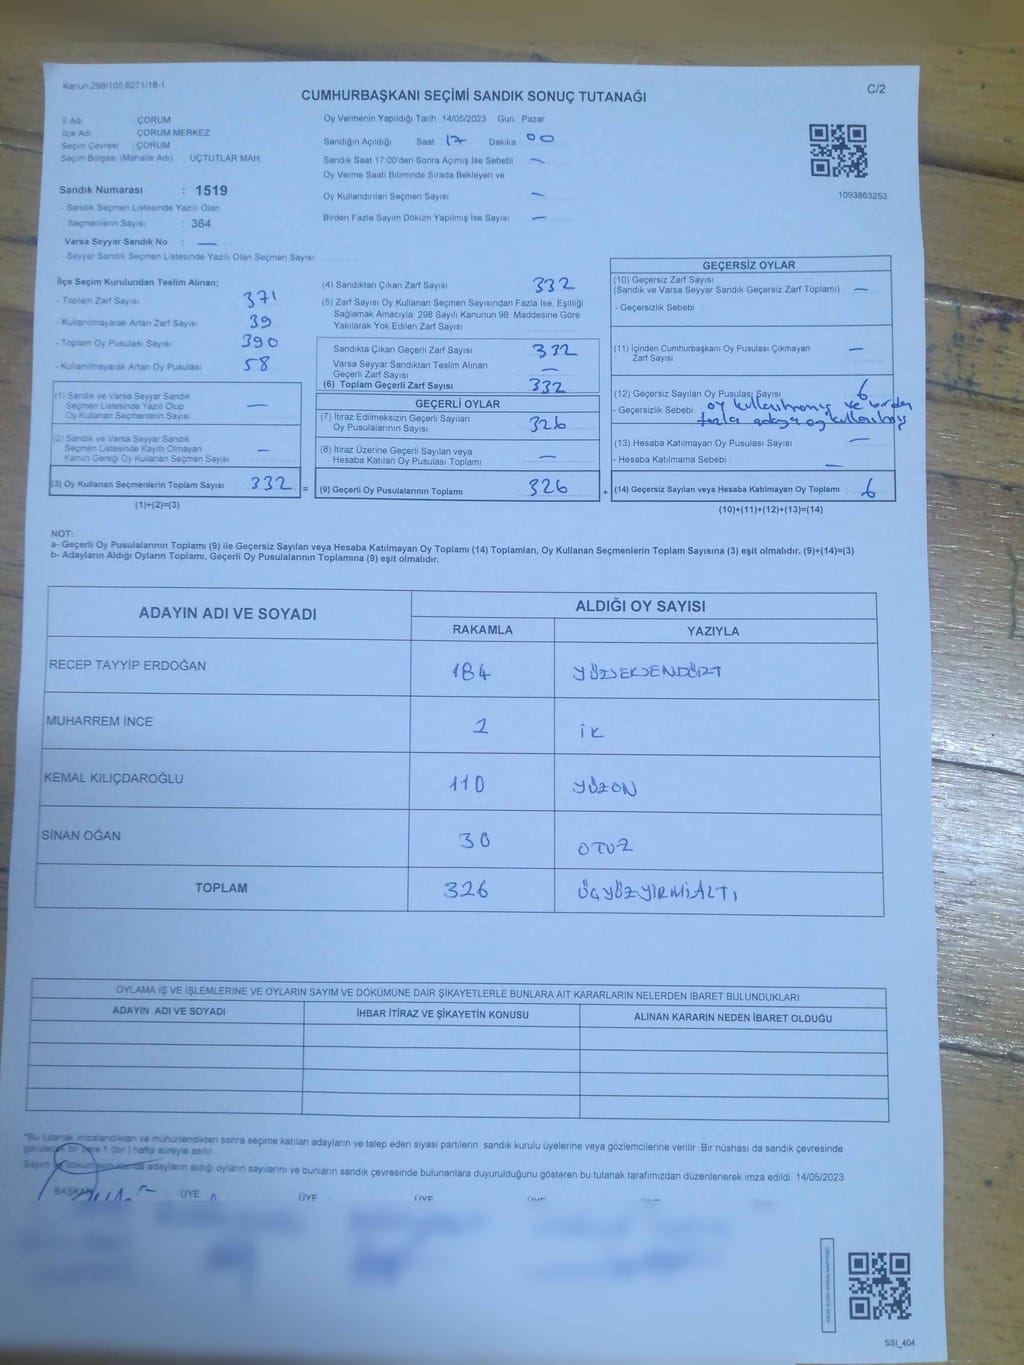 Kanun:298/105,6271/18-1
CUMHURBAŞKANI SEÇİMİ SANDIK SONUÇ TUTANAĞI
C/2
İl Adı : ÇORUM
İlçe Adı : ÇORUM MERKEZ
Seçim Çevresi : ÇORUM
Seçim Bölgesi (Mahalle Adı) : ÜÇTUTLAR MAH.
Sandık Numarası : 1519
- Sandık Seçmen Listesinde Yazılı Olan
Seçmenlerin Sayısı : 364
Varsa Seyyar Sandık No : —
- Seyyar Sandık Seçmen Listesinde Yazılı Olan Seçmen Sayısı:
Oy Vermenin Yapıldığı Tarih 14/05/2023 Gün : Pazar
Sandığın Açıldığı Saat 17 Dakika 00
Sandık Saat 17:00'den Sonra Açımış İse Sebebi —
Oy Verme Saati Bitiminde Sırada Bekleyen ve
Oy Kullandırılan Seçmen Sayısı —
Birden Fazla Sayım Döküm Yapılmış İse Sayısı —
1093863253
İlçe Seçim Kurulundan Teslim Alınan;
- Toplam Zarf Sayısı 371
- Kullanılmayarak Artan Zarf Sayısı 39
- Toplam Oy Pusulası Sayısı 390
- Kullanılmayarak Artan Oy Pusulası 58
(1) Sandık ve Varsa Seyyar Sandık
Seçmen Listesinde Yazılı Olup
Oy Kullanan Seçmenlerin Sayısı —
(2) Sandık ve Varsa Seyyar Sandık
Seçmen Listesinde Kayıtlı Olmayan
Kanun Gereği Oy Kullanan Seçmen Sayısı —
(3) Oy Kullanan Seçmenlerin Toplam Sayısı 332 =
(1)+(2)=(3)
(4) Sandıktan Çıkan Zarf Sayısı 332
(5) Zarf Sayısı Oy Kullanan Seçmen Sayısından Fazla İse, Eşitliği
Sağlamak Amacıyla, 298 Sayılı Kanunun 98. Maddesine Göre
Yakılarak Yok Edilen Zarf Sayısı
Sandıkta Çıkan Geçerli Zarf Sayısı 332
Varsa Seyyar Sandıktan Teslim Alınan
Geçerli Zarf Sayısı —
(6) Toplam Geçerli Zarf Sayısı 332
GEÇERLİ OYLAR
(7) İtiraz Edilmeksizin Geçerli Sayılan
Oy Pusulalarının Sayısı : 326
(8) İtiraz Üzerine Geçerli Sayılan veya
Hesaba Katılan Oy Pusulası Toplamı : —
(9) Geçerli Oy Pusulalarının Toplamı : 326 +
GEÇERSİZ OYLAR
(10) Geçersiz Zarf Sayısı
(Sandık ve Varsa Seyyar Sandık Geçersiz Zarf Toplamı) —
- Geçersizlik Sebebi :
(11) İçinden Cumhurbaşkanı Oy Pusulası Çıkmayan
Zarf Sayısı —
(12) Geçersiz Sayılan Oy Pusulası Sayısı : 6
- Geçersizlik Sebebi : oy kullanılmamış ve birden
fazla adaya oy kullanılmış
(13) Hesaba Katılmayan Oy Pusulası Sayısı : —
- Hesaba Katılmama Sebebi : —
(14) Geçersiz Sayılan veya Hesaba Katılmayan Oy Toplamı : 6
(10)+(11)+(12)+(13)=(14)
NOT:
a- Geçerli Oy Pusulalarının Toplamı (9) ile Geçersiz Sayılan veya Hesaba Katılmayan Oy Toplamı (14) Toplamları, Oy Kullanan Seçmenlerin Toplam Sayısına (3) eşit olmalıdır. (9)+(14)=(3)
b- Adayların Aldığı Oyların Toplamı, Geçerli Oy Pusulalarının Toplamına (9) eşit olmalıdır.
ADAYIN ADI VE SOYADI
ALDIĞI OY SAYISI
RAKAMLA YAZIYLA
RECEP TAYYİP ERDOĞAN 184 YÜZSEKSENDÖRT
MUHARREM İNCE 2 İK
KEMAL KILIÇDAROĞLU 110 YÜZON
SİNAN OĞAN 30 OTUZ
TOPLAM 326 ÜÇYÜZYİRMİALTI
OYLAMA İŞ VE İŞLEMLERİNE VE OYLARIN SAYIM VE DÖKÜMÜNE DAİR ŞİKAYETLERLE BUNLARA AİT KARARLARIN NELERDEN İBARET BULUNDUKLARI
ADAYIN ADI VE SOYADI İHBAR İTİRAZ VE ŞİKAYETİN KONUSU ALINAN KARARIN NEDEN İBARET OLDUĞU
"Bu tutanak imzalandıktan ve mühürlendikten sonra seçime katılan adayların ve talep eden siyasi partilerin sandık kurulu üyelerine veya gözlemcilerine verilir. Bir nüshası da sandık çevresinde
görülecek bir yere 1 (bir) hafta süreyle asılır.
Sayım ve döküm sonucunda adayların aldığı oyların sayılarını ve bunların sandık çevresinde bulunanlara duyurulduğunu gösteren bu tutanak tarafımızdan düzenlenerek imza edildi. 14/05/2023
BAŞKAN ÜYE ÜYE ÜYE
SSİ_404